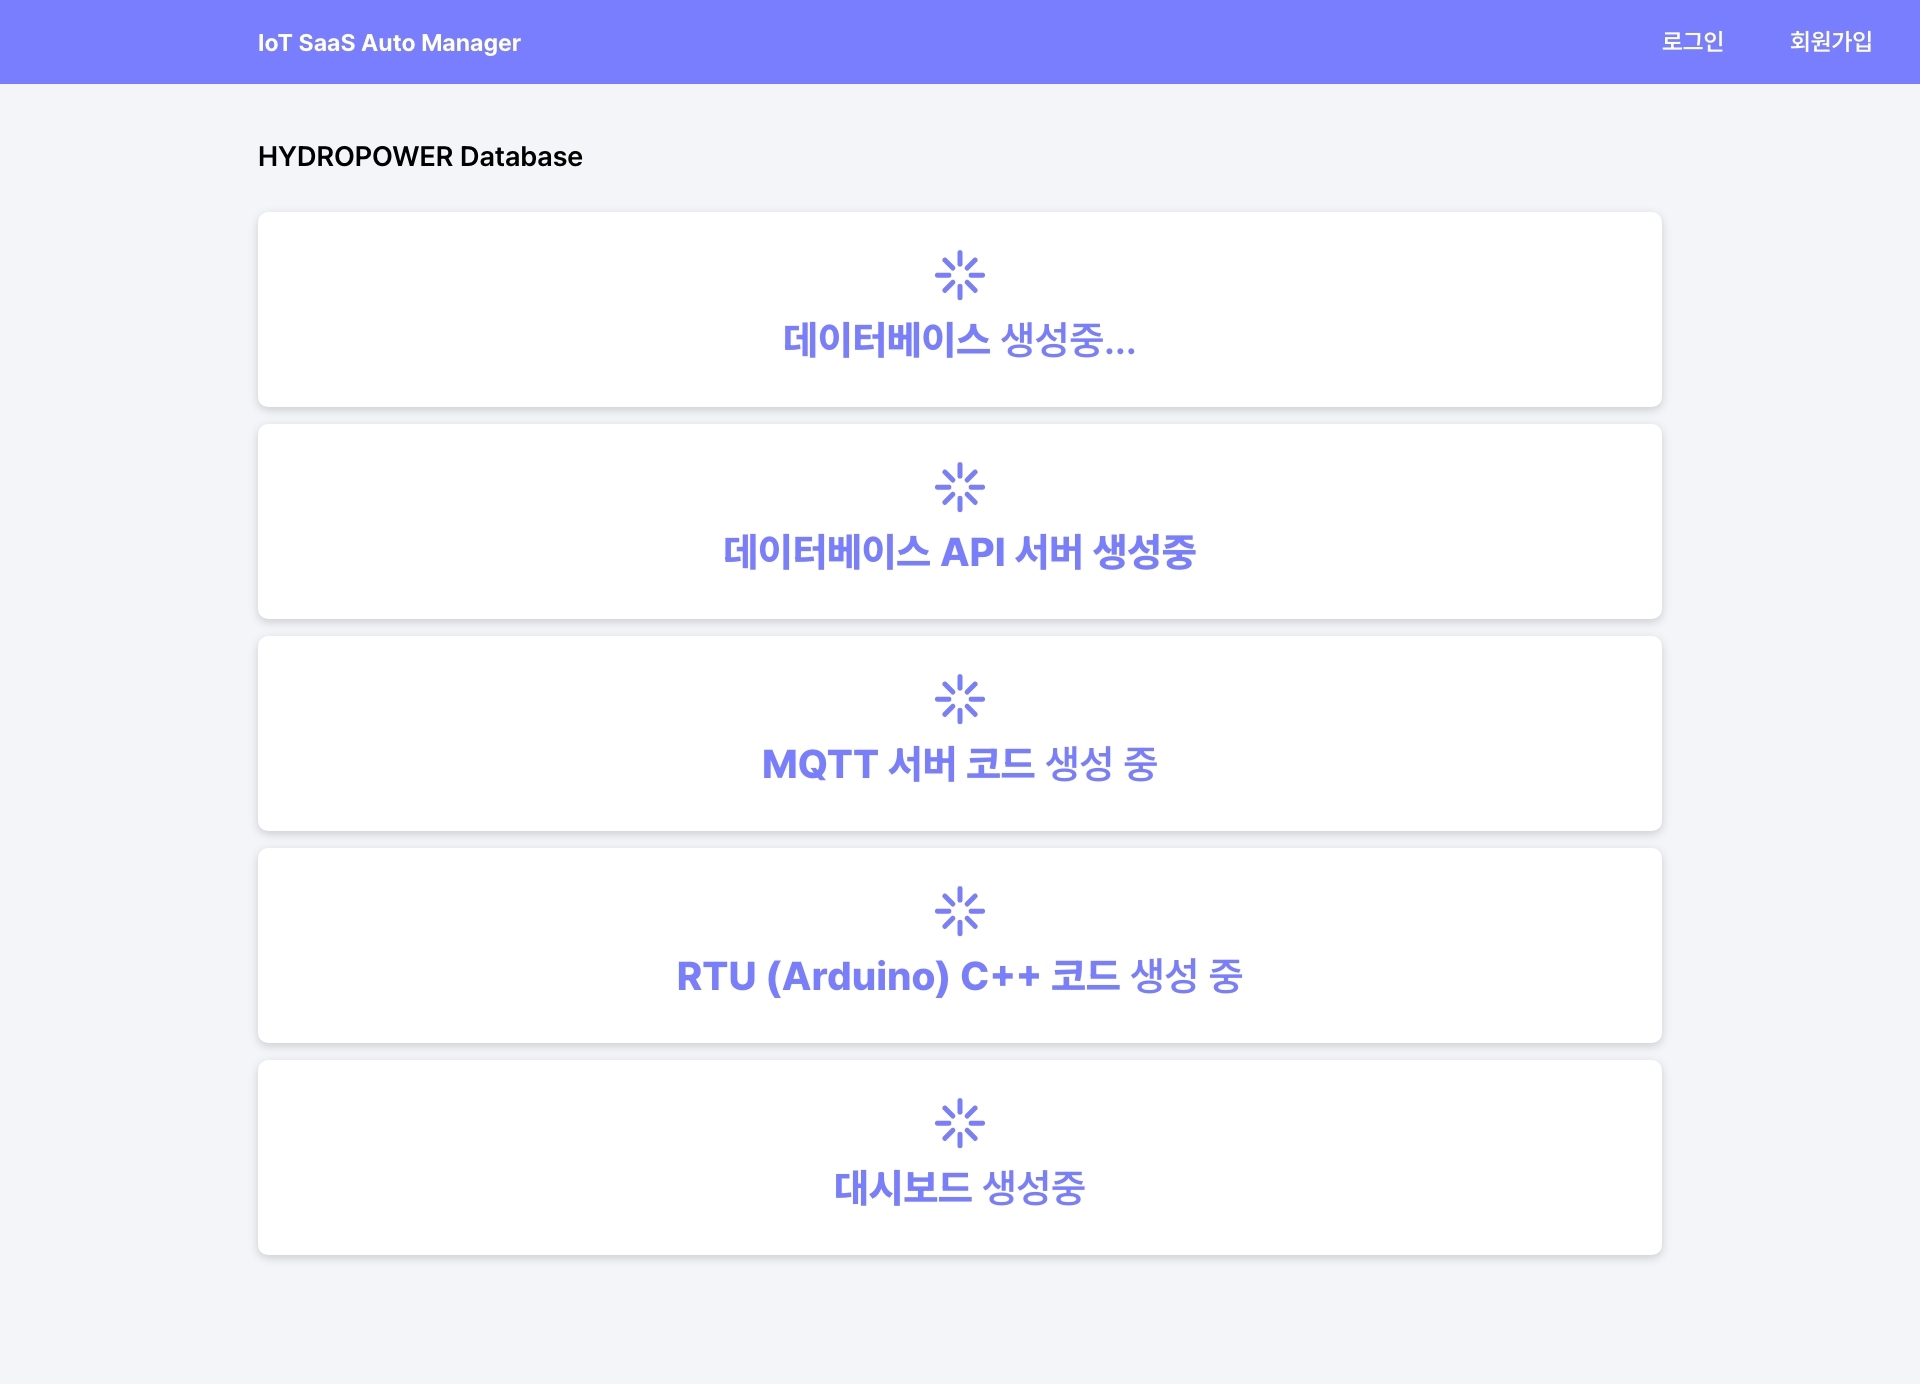 IoT SaaS Auto Manager
로그인
회원가입
HYDROPOWER Database
데이터베이스 생성중...
데이터베이스 API 서버 생성중
MQTT 서버 코드 생성 중
RTU (Arduino) C++ 코드 생성 중
대시보드 생성중